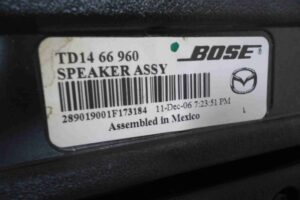 TD14 66 960
BOSE
SPEAKER ASSY
289019001F173184 11-Dec-06 7:23:51 PM
Assembled in Mexico L